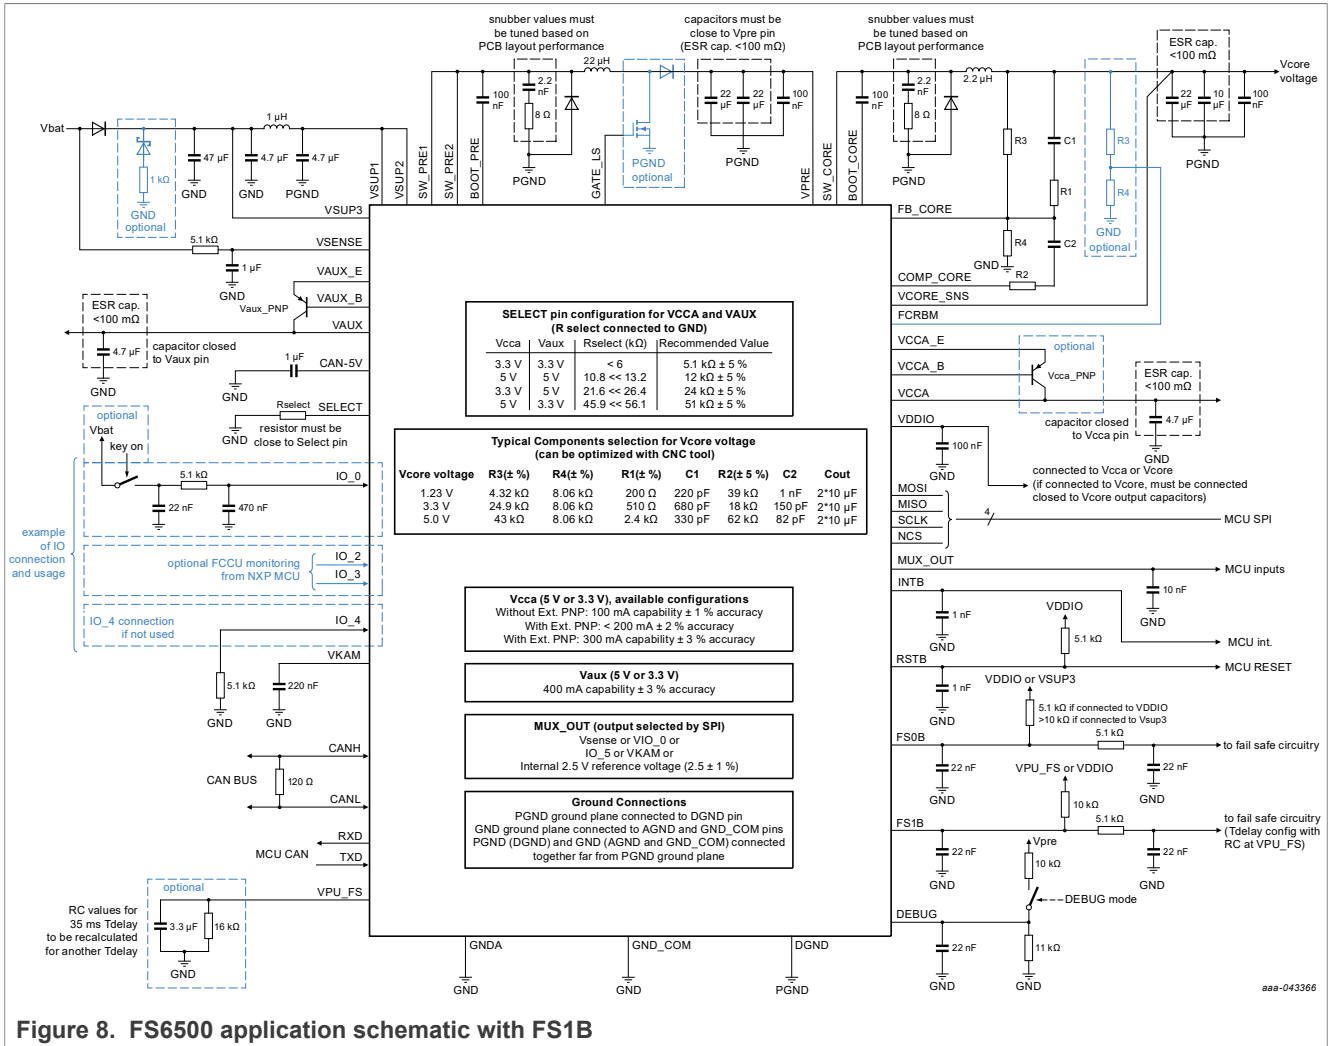 snubber values must
be tuned based on
PCB layout performance
capacitors must be
close to Vpre pin
(ESR cap. <100 mΩ)
snubber values must
be tuned based on
PCB layout performance
ESR cap.
<100 mΩ
Vcore
voltage
22 µH
2.2 µH
100
nF
2.2
nF
8 Ω
PGND
PGND
optional
22
µF
22
µF
100
nF
PGND
100
nF
2.2
nF
8 Ω
PGND
22
µF
10
µF
100
nF
PGND
Vbat
1 µH
1 kΩ
GND
optional
47 µF
GND
4.7 µF
GND
4.7 µF
PGND
VSUP1
VSUP2
SW_PRE1
SW_PRE2
BOOT_PRE
GATE_LS
VPRE
SW_CORE
BOOT_CORE
R3
C1
R1
R4
C2
GND
R2
R3
R4
GND
optional
VSUP3
5.1 kΩ
VSENSE
1 µF
GND
VAUX_E
VAUX_B
Vaux_PNP
VAUX
ESR cap.
<100 mΩ
4.7 µF
GND
capacitor closed
to Vaux pin
1 µF
CAN-5V
GND
Rselect
SELECT
GND
resistor must be
close to Select pin
optional
Vbat
key on
5.1 kΩ
IO_0
22 nF
470 nF
example
of IO
connection
and usage
optional FCCU monitoring
from NXP MCU
IO_2
IO_3
IO_4 connection
if not used
IO_4
VKAM
5.1 kΩ
GND
220 nF
GND
CANH
CAN BUS
120 Ω
CANL
RXD
MCU CAN
TXD
VPU_FS
optional
RC values for
35 ms Tdelay
to be recalculated
for another Tdelay
3.3 µF
16 kΩ
GND
SELECT pin configuration for VCCA and VAUX
(R select connected to GND)
Vcca Vaux Rselect (kΩ) Recommended Value
3.3 V 3.3 V < 6 5.1 kΩ ± 5 %
5 V 5 V 10.8 << 13.2 12 kΩ ± 5 %
3.3 V 5 V 21.6 << 26.4 24 kΩ ± 5 %
5 V 3.3 V 45.9 << 56.1 51 kΩ ± 5 %
Typical Components selection for Vcore voltage
(can be optimized with CNC tool)
Vcore voltage R3(± %) R4(± %) R1(± %) C1 R2(± 5 %) C2 Cout
1.23 V 4.32 kΩ 8.06 kΩ 200 Ω 220 pF 39 kΩ 1 nF 2*10 µF
3.3 V 24.9 kΩ 8.06 kΩ 510 Ω 680 pF 18 kΩ 150 pF 2*10 µF
5.0 V 43 kΩ 8.06 kΩ 2.4 kΩ 330 pF 62 kΩ 82 pF 2*10 µF
Vcca (5 V or 3.3 V), available configurations
Without Ext. PNP: 100 mA capability ± 1 % accuracy
With Ext. PNP: < 200 mA ± 2 % accuracy
With Ext. PNP: 300 mA capability ± 3 % accuracy
Vaux (5 V or 3.3 V)
400 mA capability ± 3 % accuracy
MUX_OUT (output selected by SPI)
Vsense or VIO_0 or
IO_5 or VKAM or
Internal 2.5 V reference voltage (2.5 ± 1 %)
Ground Connections
PGND ground plane connected to DGND pin
GND ground plane connected to AGND and GND_COM pins
PGND (DGND) and GND (AGND and GND_COM) connected
together far from PGND ground plane
GNDA
GND
GND_COM
GND
DGND
PGND
FB_CORE
COMP_CORE
VCORE_SNS
FCRBM
VCCA_E
optional
VCCA_B
Vcca_PNP
VCCA
ESR cap.
<100 mΩ
4.7 µF
GND
capacitor closed
to Vcca pin
VDDIO
100 nF
GND
connected to Vcca or Vcore
(if connected to Vcore, must be connected
closed to Vcore output capacitors)
MOSI
MISO
SCLK
NCS
4
MCU SPI
MUX_OUT
MCU inputs
10 nF
GND
INTB
1 nF
GND
VDDIO
5.1 kΩ
MCU int.
RSTB
MCU RESET
1 nF
GND
VDDIO or VSUP3
5.1 kΩ if connected to VDDIO
>10 kΩ if connected to Vsup3
FS0B
5.1 kΩ
to fail safe circuitry
22 nF
GND
22 nF
GND
VPU_FS or VDDIO
10 kΩ
FS1B
5.1 kΩ
to fail safe circuitry
(Tdelay config with
RC at VPU_FS)
22 nF
GND
22 nF
GND
Vpre
10 kΩ
DEBUG mode
DEBUG
22 nF
GND
11 kΩ
GND
aaa-043366
Figure 8. FS6500 application schematic with FS1B